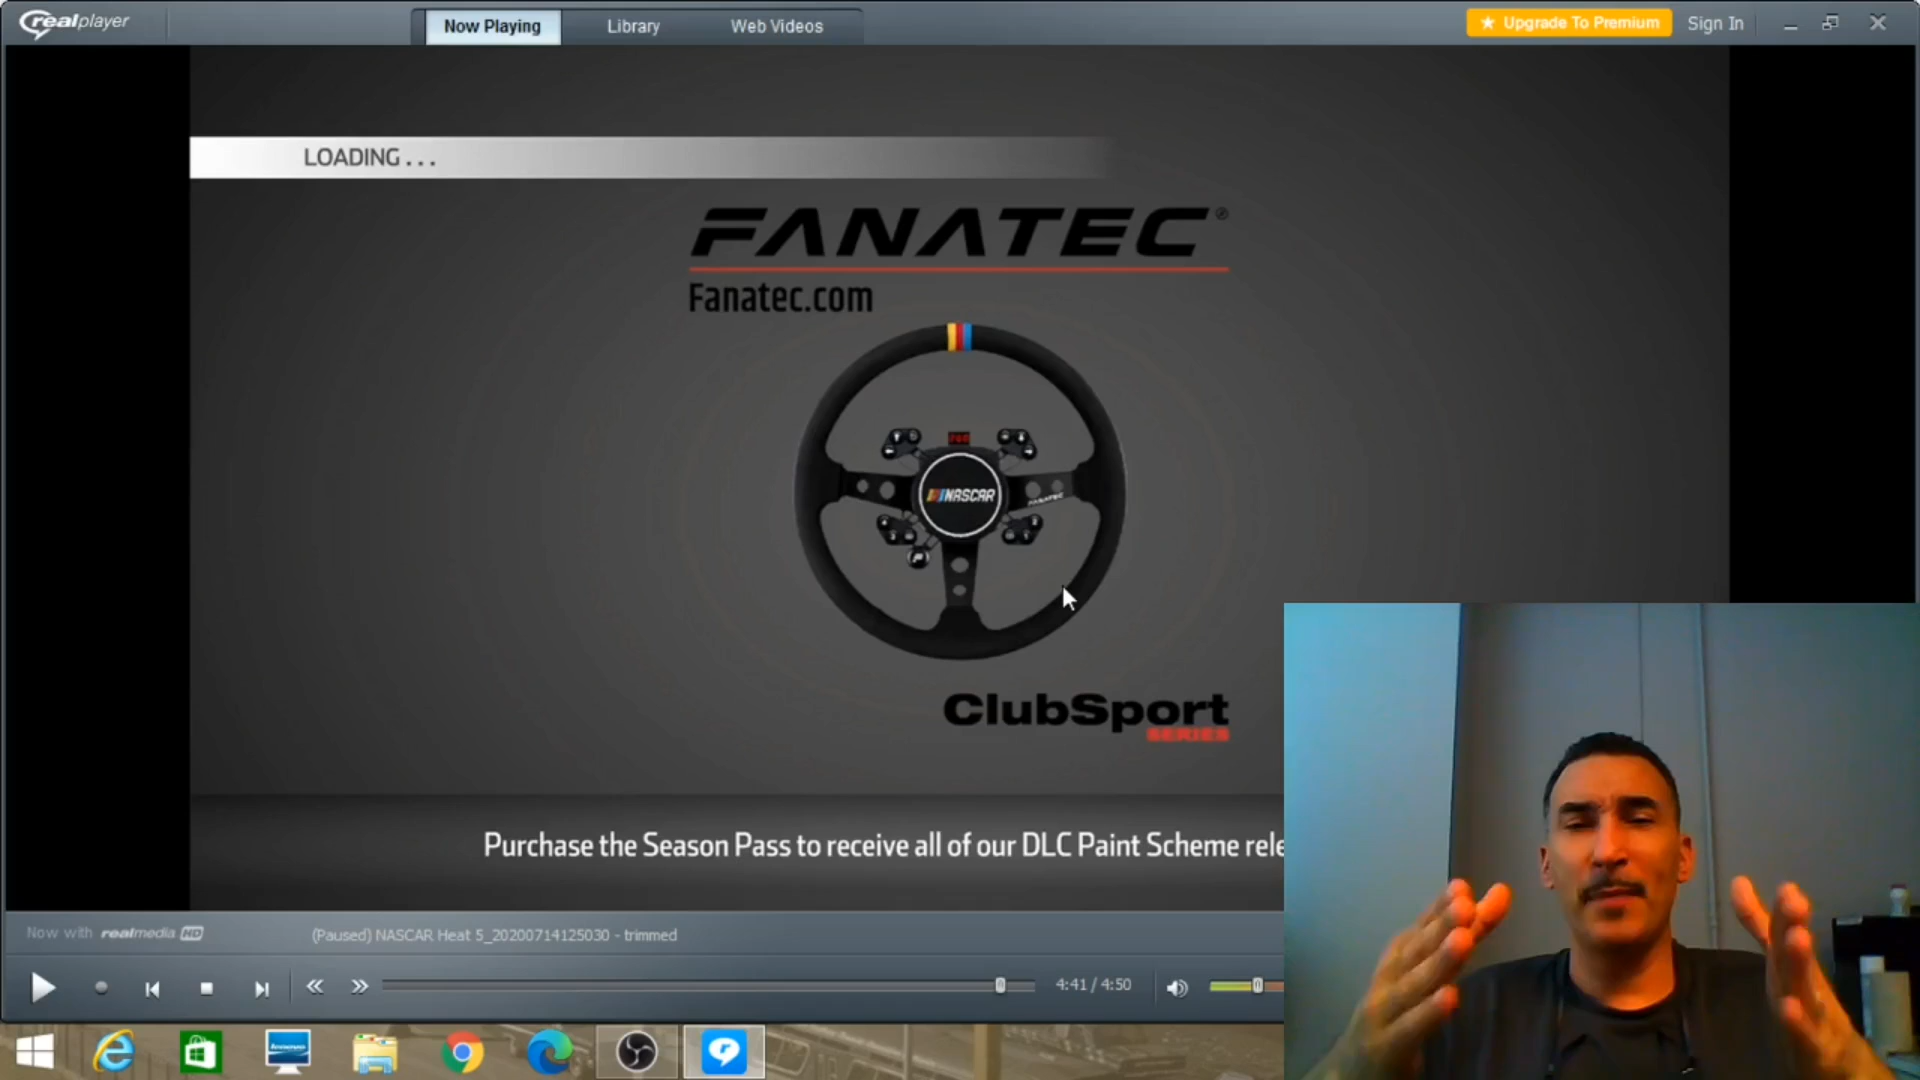 realplayer
Now Playing
Library
Web Videos
Upgrade To Premium
Sign In
LOADING...
FANATEC
Fanatec.com
NASCAR
FANATEC
ClubSport
SERIES
Purchase the Season Pass to receive all of our DLC Paint Scheme rele
Now with realmedia HD
(Paused) NASCAR Heat 5_20200714125030 - trimmed
4:41 / 4:50